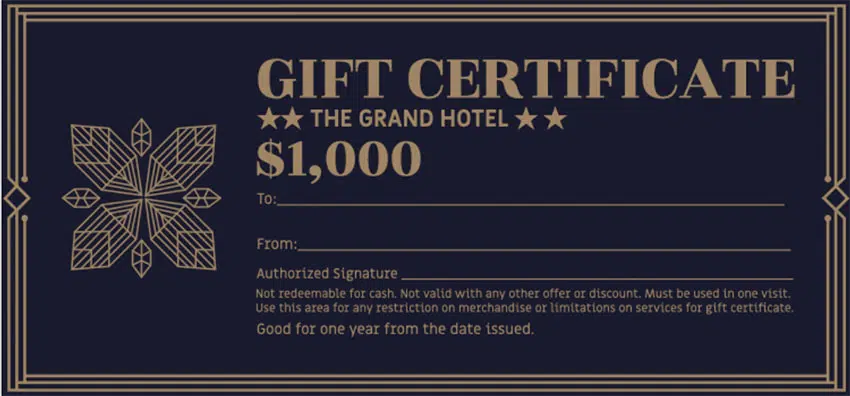 GIFT CERTIFICATE
★★ THE GRAND HOTEL ★ ★
$1,000
To:
From:
Authorized Signature
Not redeemable for cash. Not valid with any other offer or discount. Must be used in one visit.
Use this area for any restriction on merchandise or limitations on services for gift certificate.
Good for one year from the date issued.